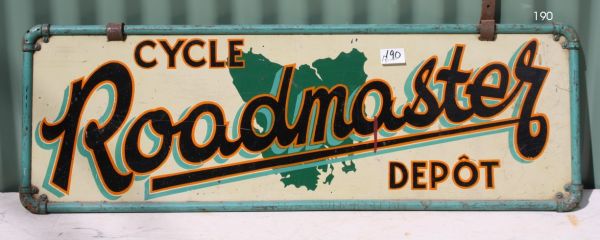 190
CYCLE
190
Roadmaster
DEPÔT